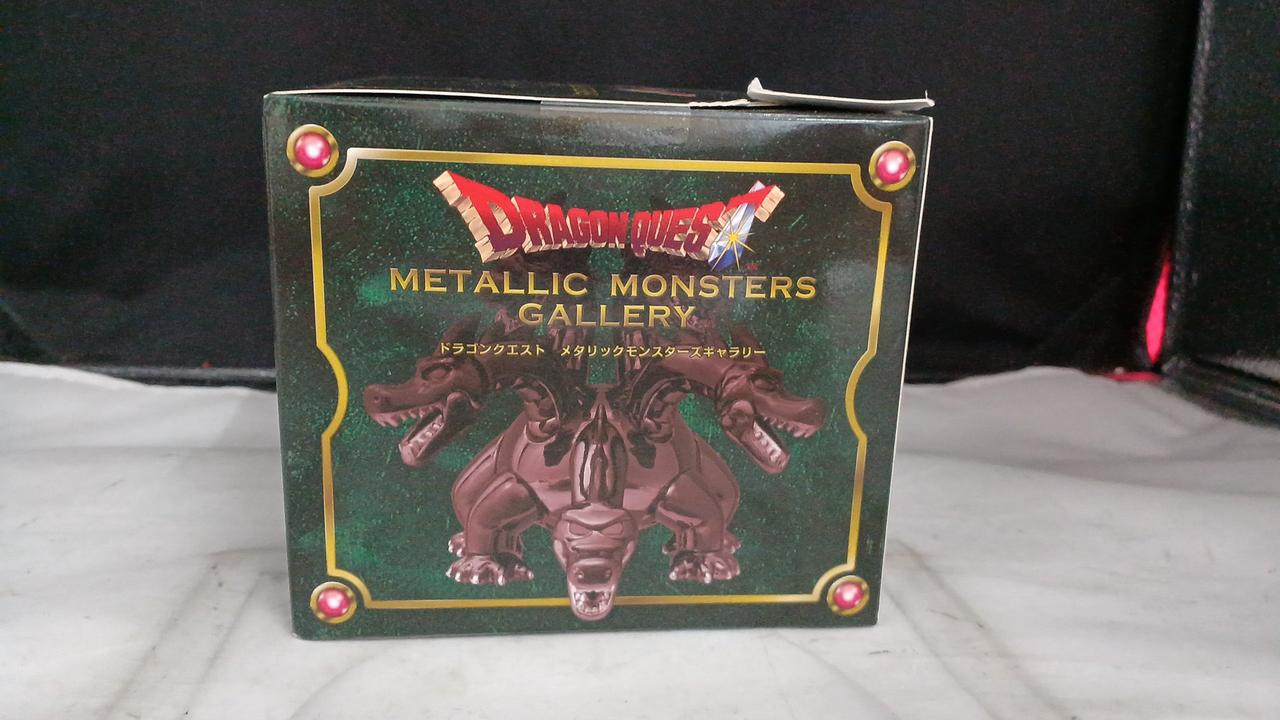 DRAGON QUEST
METALLIC MONSTERS
GALLERY
ドラゴンクエスト　メタリックモンスターズギャラリー